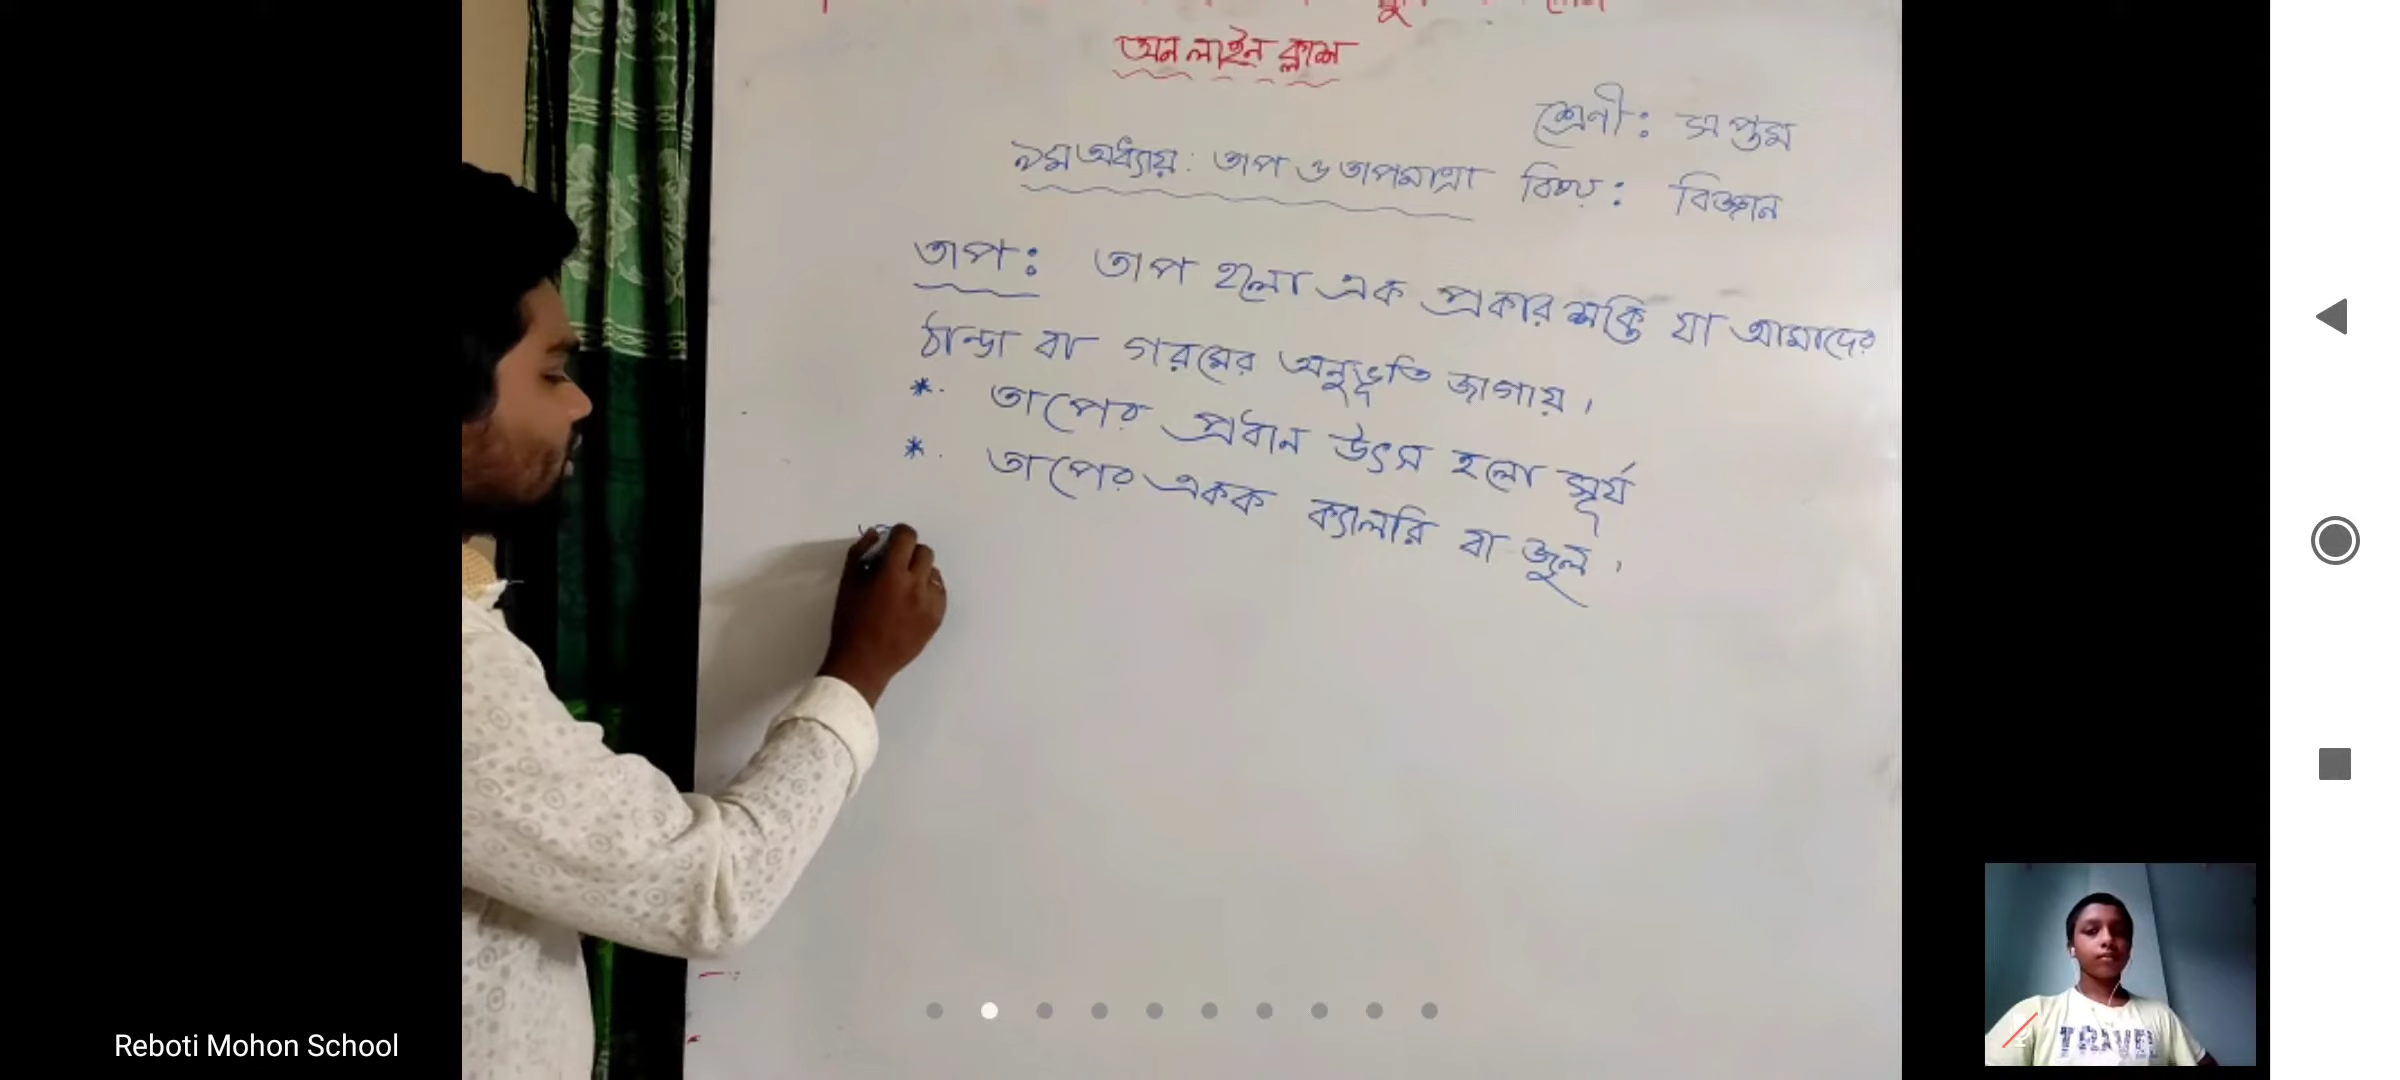 অনলাইন ক্লাশ
শ্রেণী: সপ্তম
৯ম অধ্যায়: তাপ ও তাপমাত্রা বিষয়: বিজ্ঞান
তাপ: তাপ হলো এক প্রকার শক্তি যা আমাদের
ঠান্ডা বা গরমের অনুভূতি জাগায়।
*. তাপের প্রধান উৎস হলো সূর্য
*. তাপের একক ক্যালরি বা জুল।
Reboti Mohon School
TRAVEL